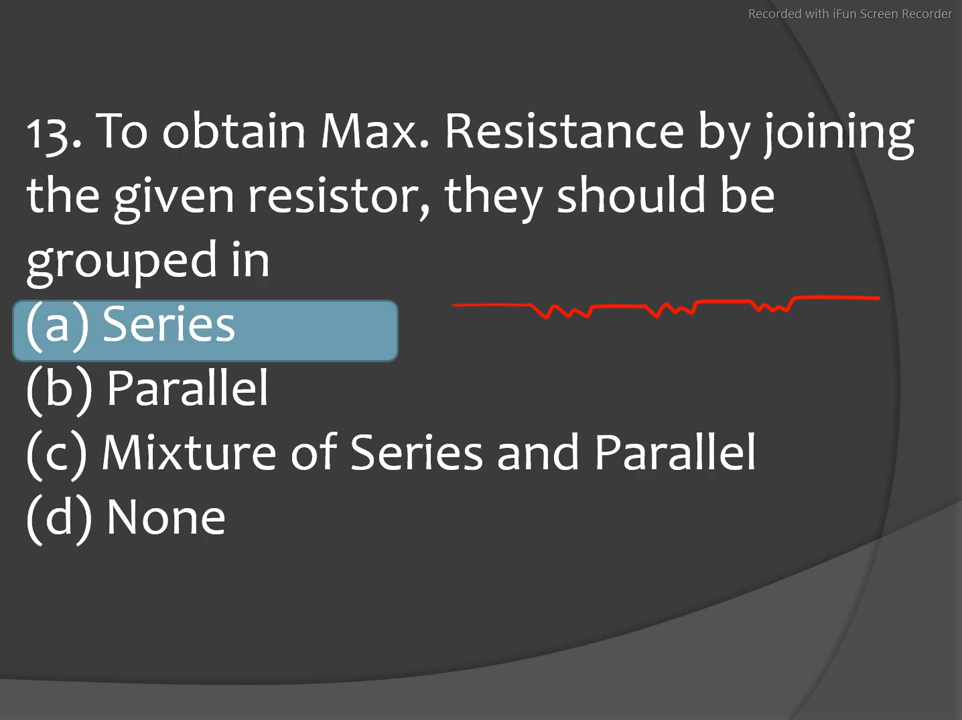 Recorded with iFun Screen Recorder
13. To obtain Max. Resistance by joining
the given resistor, they should be
grouped in
(a) Series
(b) Parallel
(c) Mixture of Series and Parallel
(d) None